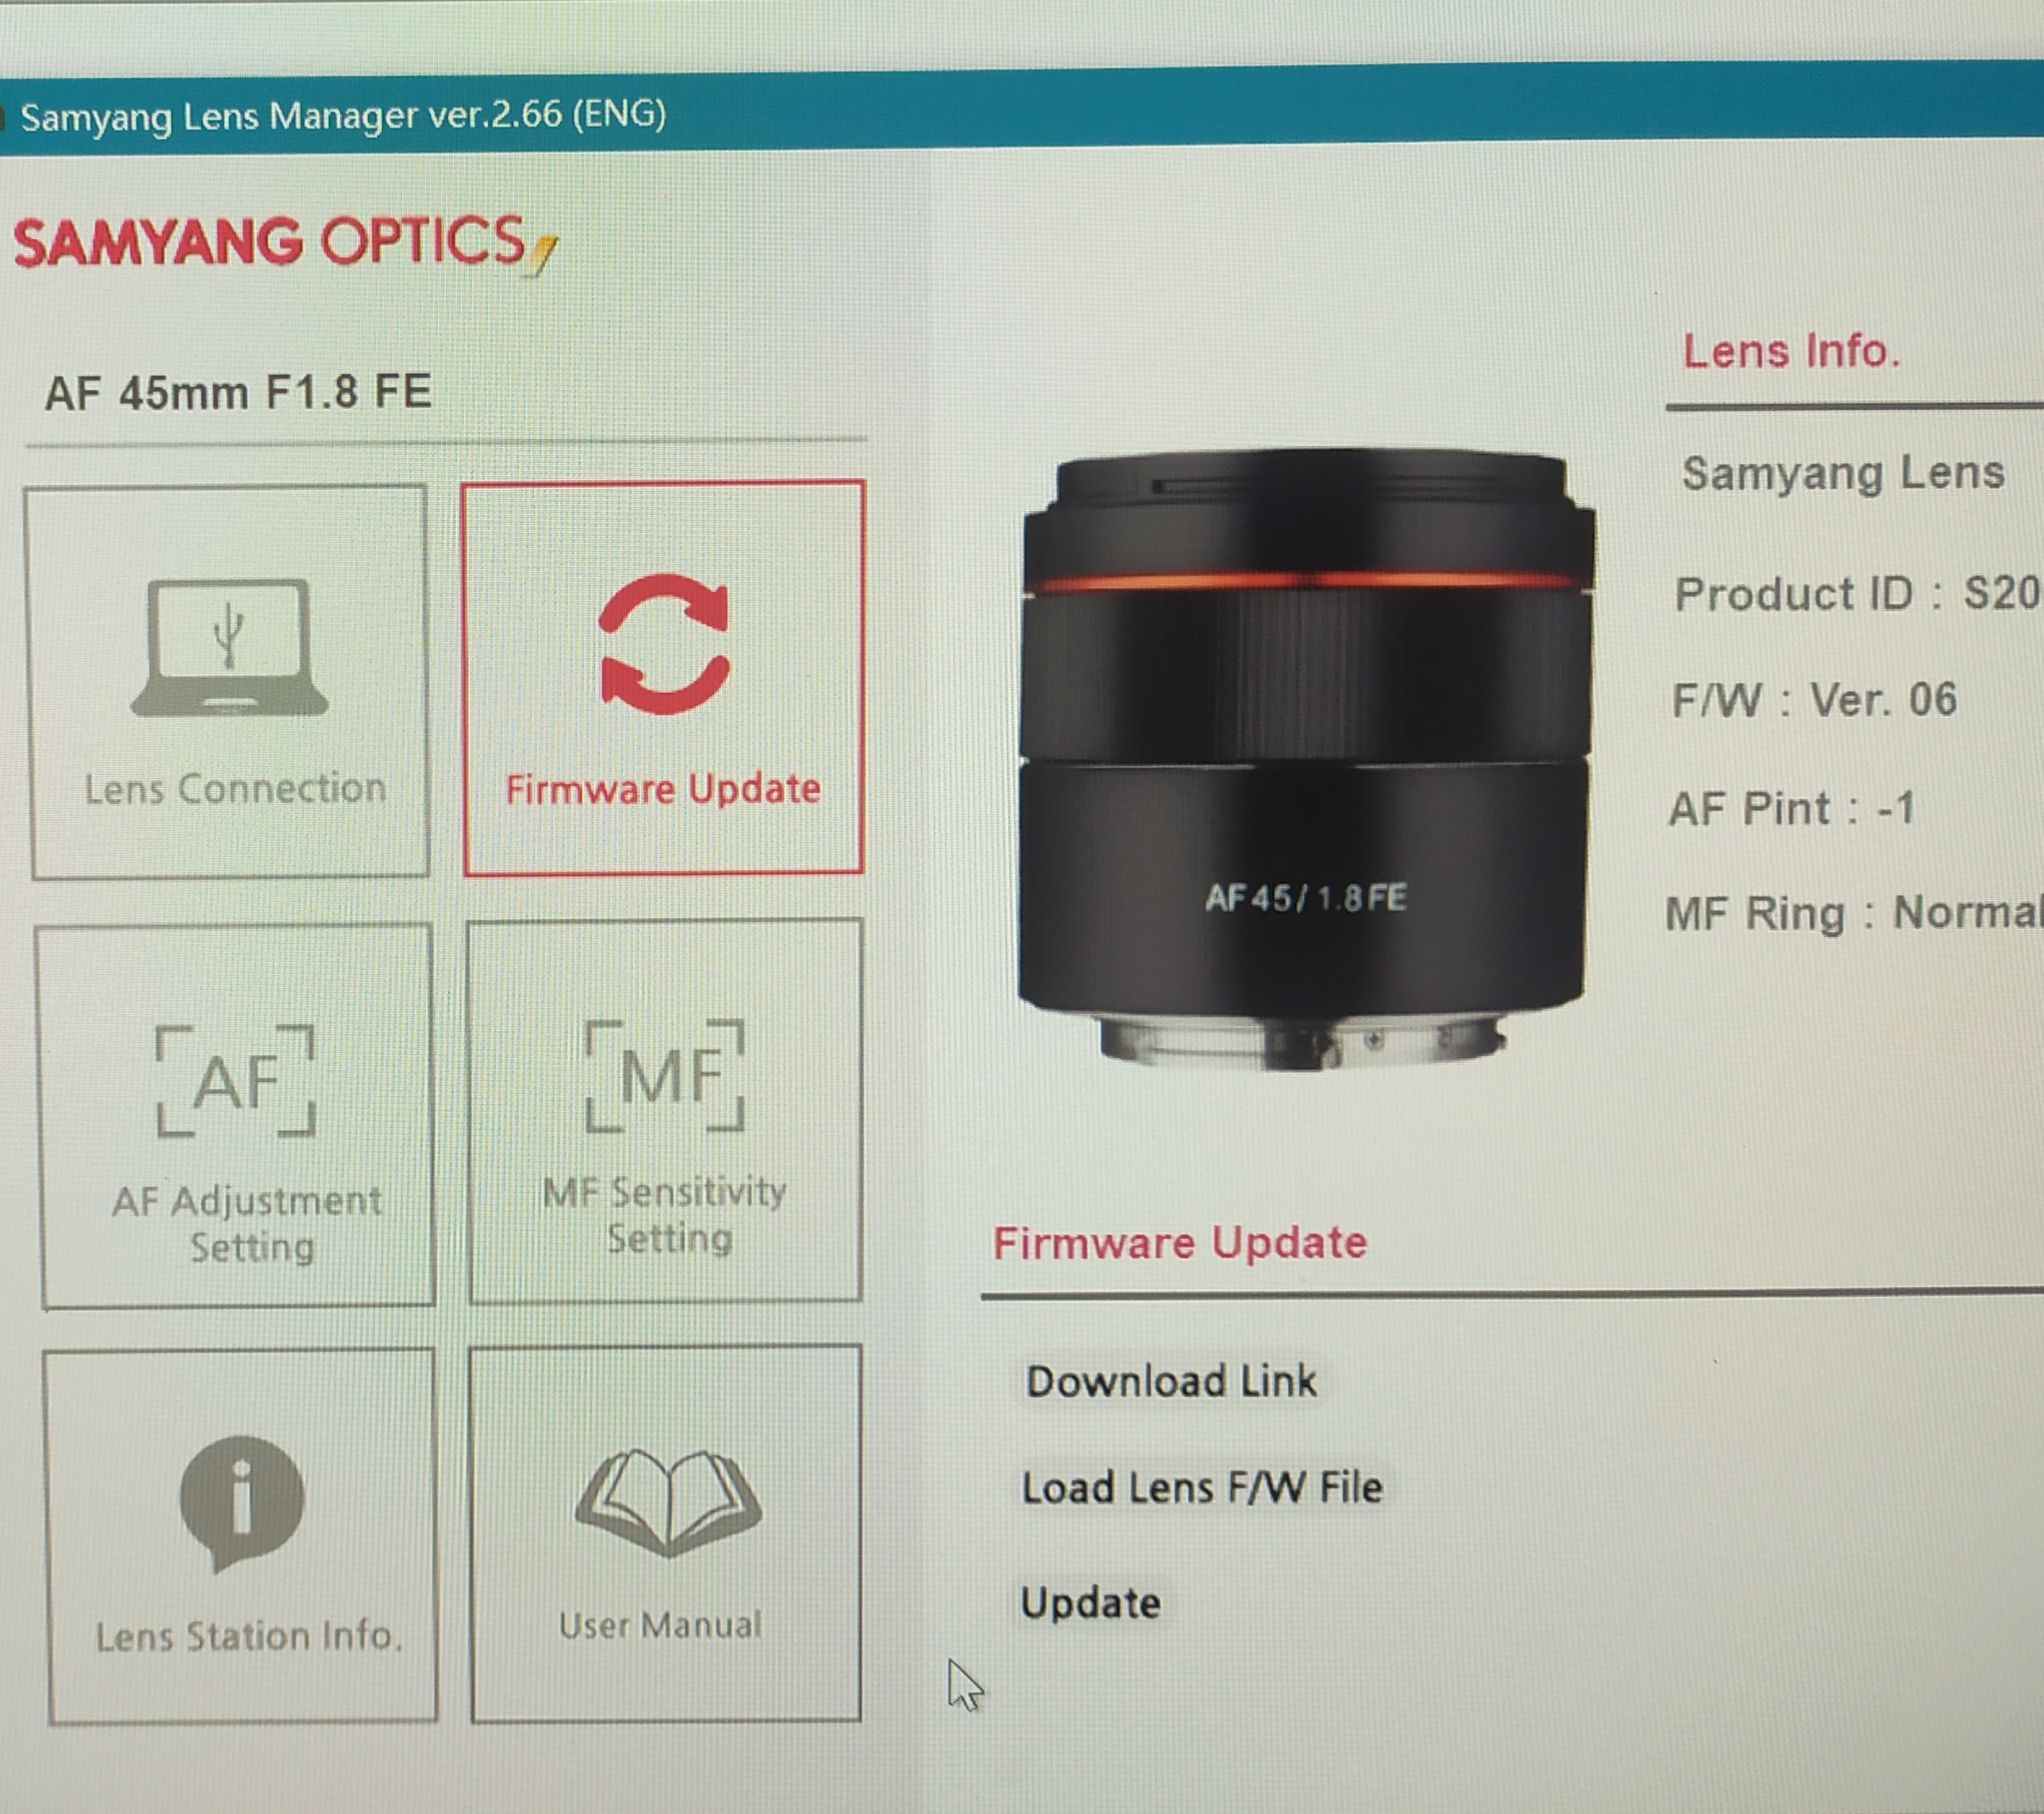 Samyang Lens Manager ver.2.66 (ENG)
SAMYANG OPTICS
AF 45mm F1.8 FE
Lens Connection
Firmware Update
AF
AF Adjustment
Setting
MF
MF Sensitivity
Setting
i
Lens Station Info.
User Manual
AF 45/1.8 FE
Lens Info.
Samyang Lens
Product ID : S20
F/W : Ver. 06
AF Pint : -1
MF Ring : Normal
Firmware Update
Download Link
Load Lens F/W File
Update